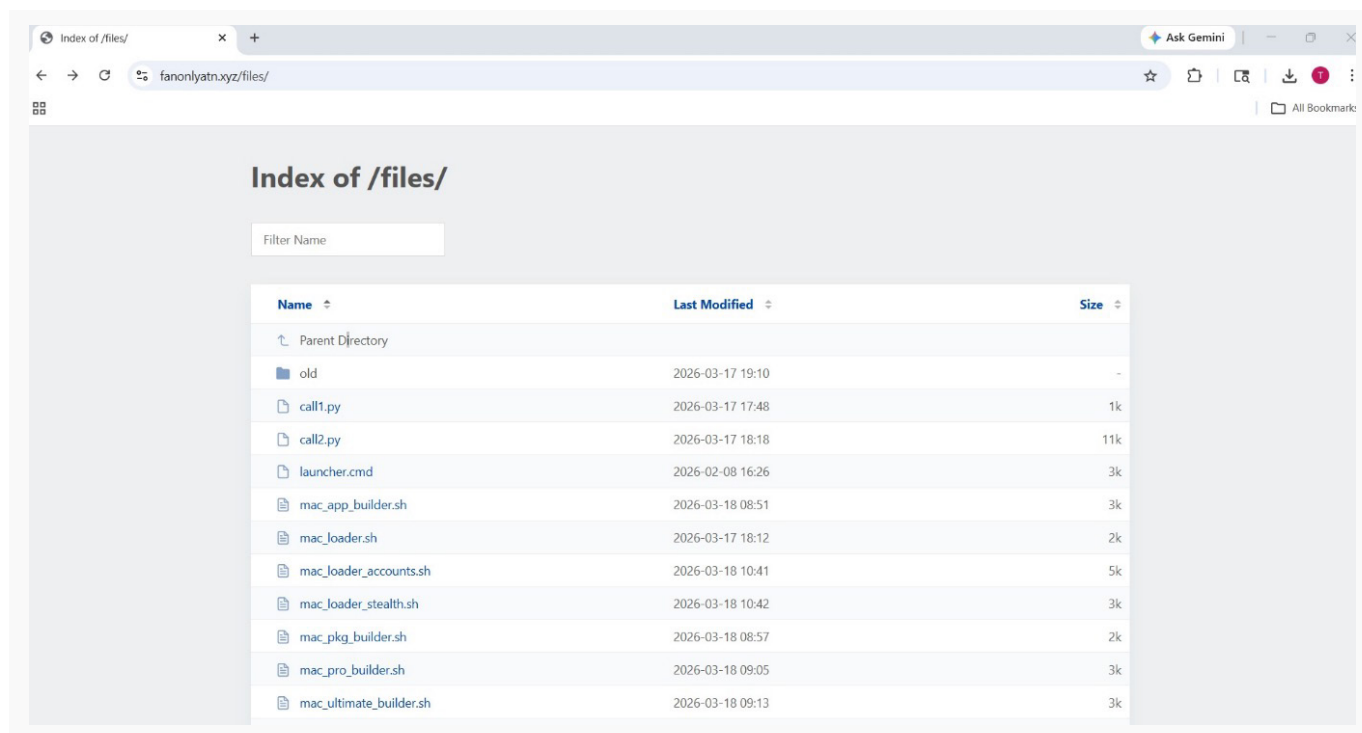 Index of /files/
Ask Gemini
fanonlyatn.xyz/files/
T
All Bookmarks
Index of /files/
Filter Name
Name Last Modified Size
Parent Directory
old 2026-03-17 19:10 -
call1.py 2026-03-17 17:48 1k
call2.py 2026-03-17 18:18 11k
launcher.cmd 2026-02-08 16:26 3k
mac_app_builder.sh 2026-03-18 08:51 3k
mac_loader.sh 2026-03-17 18:12 2k
mac_loader_accounts.sh 2026-03-18 10:41 5k
mac_loader_stealth.sh 2026-03-18 10:42 3k
mac_pkg_builder.sh 2026-03-18 08:57 2k
mac_pro_builder.sh 2026-03-18 09:05 3k
mac_ultimate_builder.sh 2026-03-18 09:13 3k